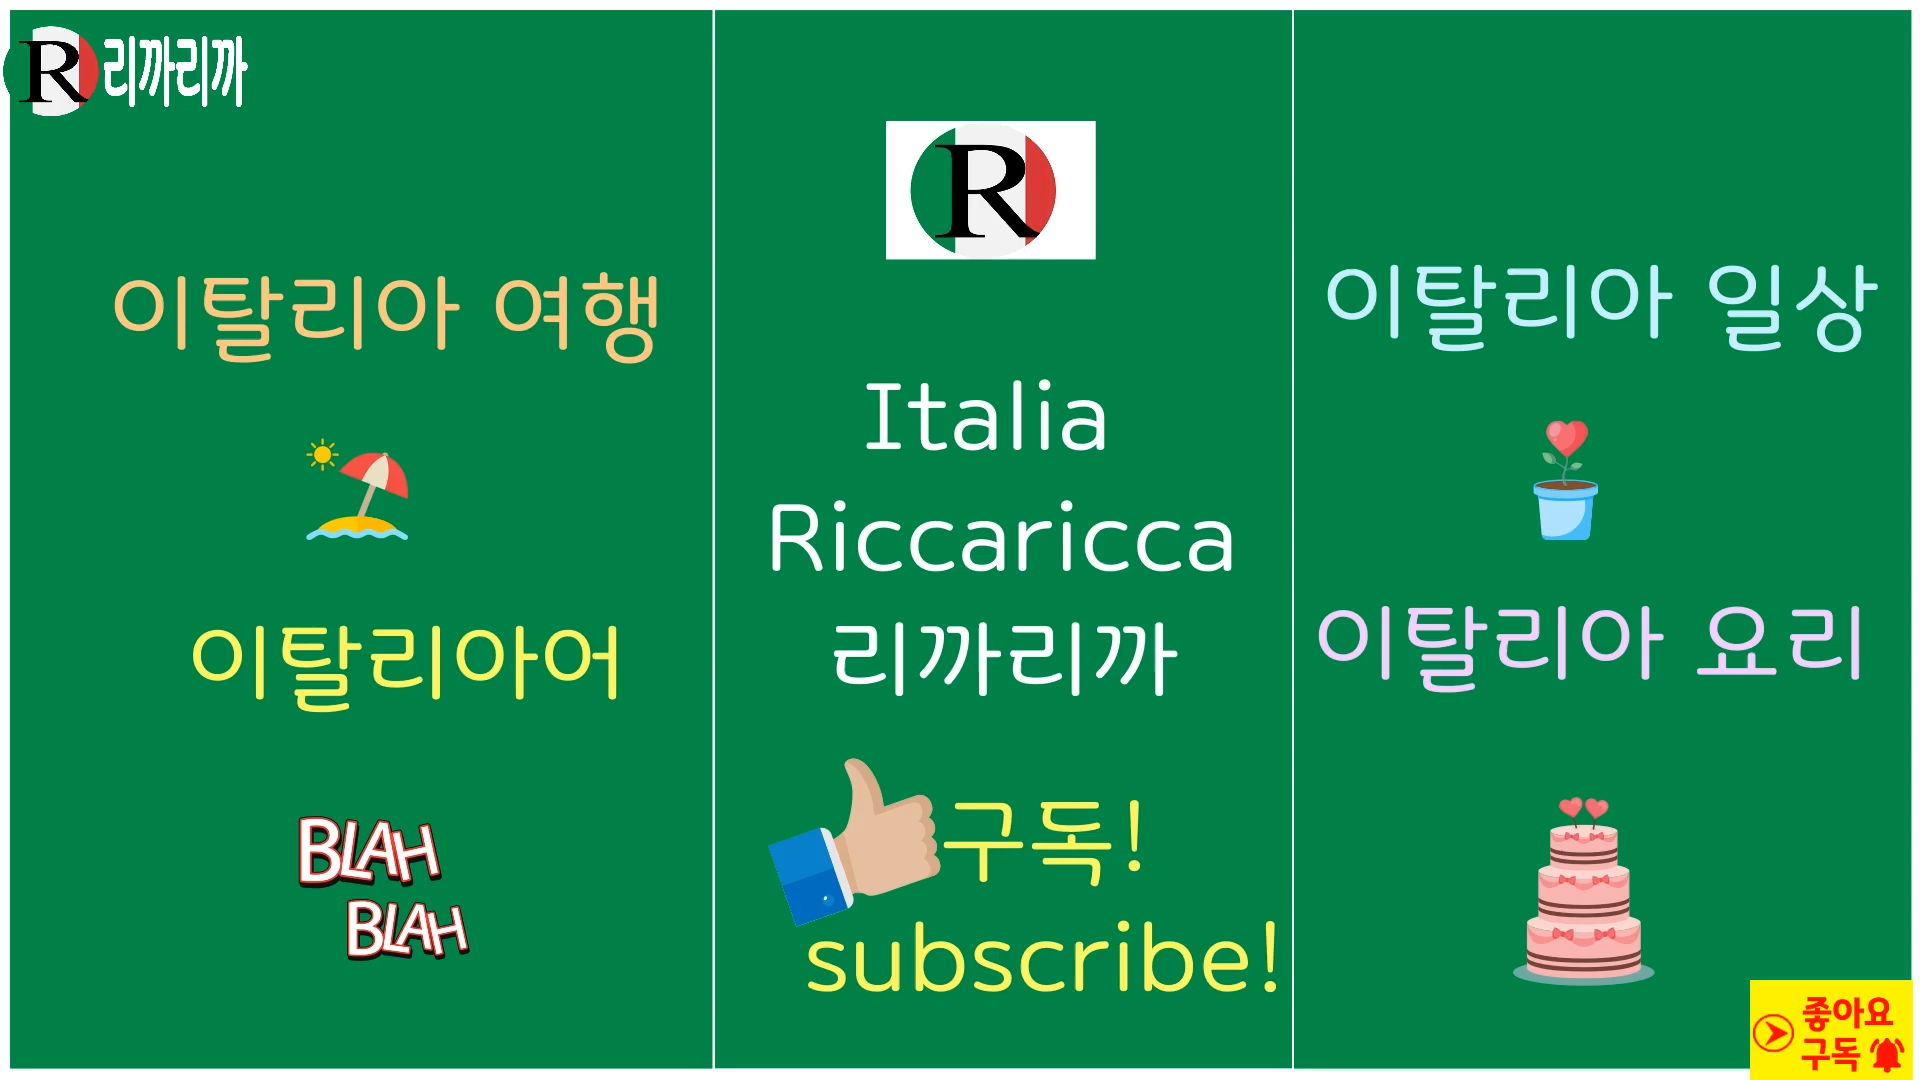 R 리까리까
이탈리아 여행
이탈리아어
BLAH
BLAH
R
Italia
Riccaricca
리까리까
구독!
subscribe!
이탈리아 일상
이탈리아 요리
좋아요
구독